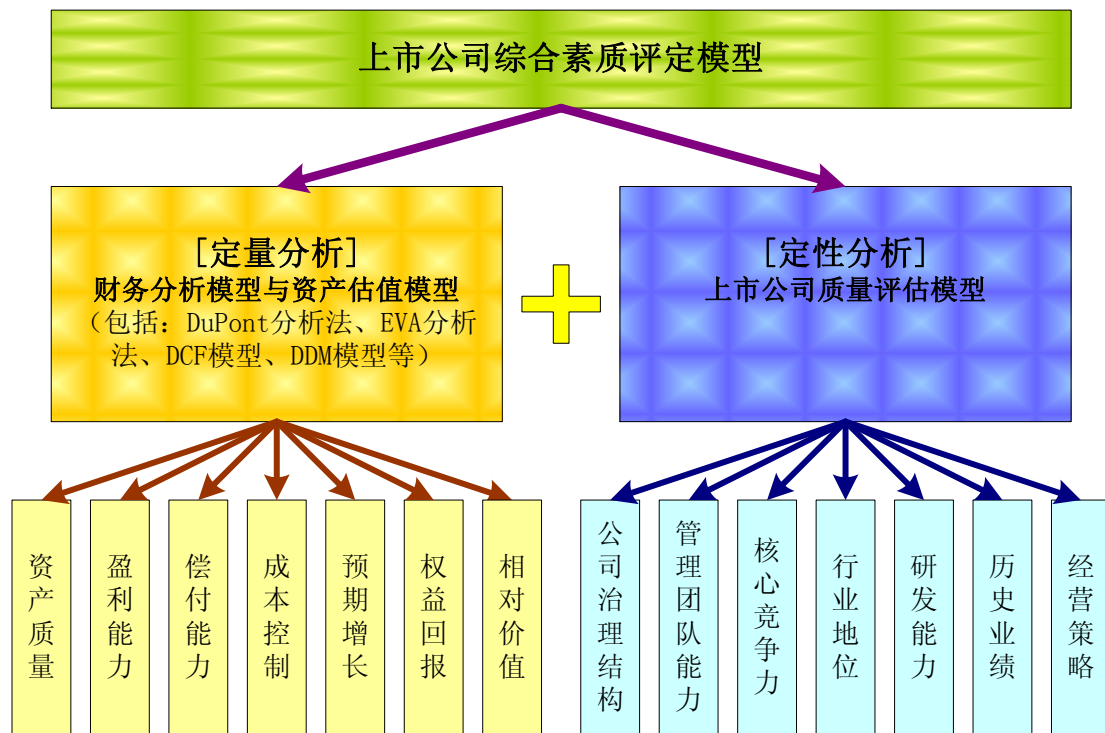 上市公司综合素质评定模型
[定量分析]
财务分析模型与资产估值模型
（包括：DuPont分析法、EVA分析
法、DCF模型、DDM模型等）
[定性分析]
上市公司质量评估模型
资产质量
盈利能力
偿付能力
成本控制
预期增长
权益回报
相对价值
公司治理结构
管理团队能力
核心竞争力
行业地位
研发能力
历史业绩
经营策略